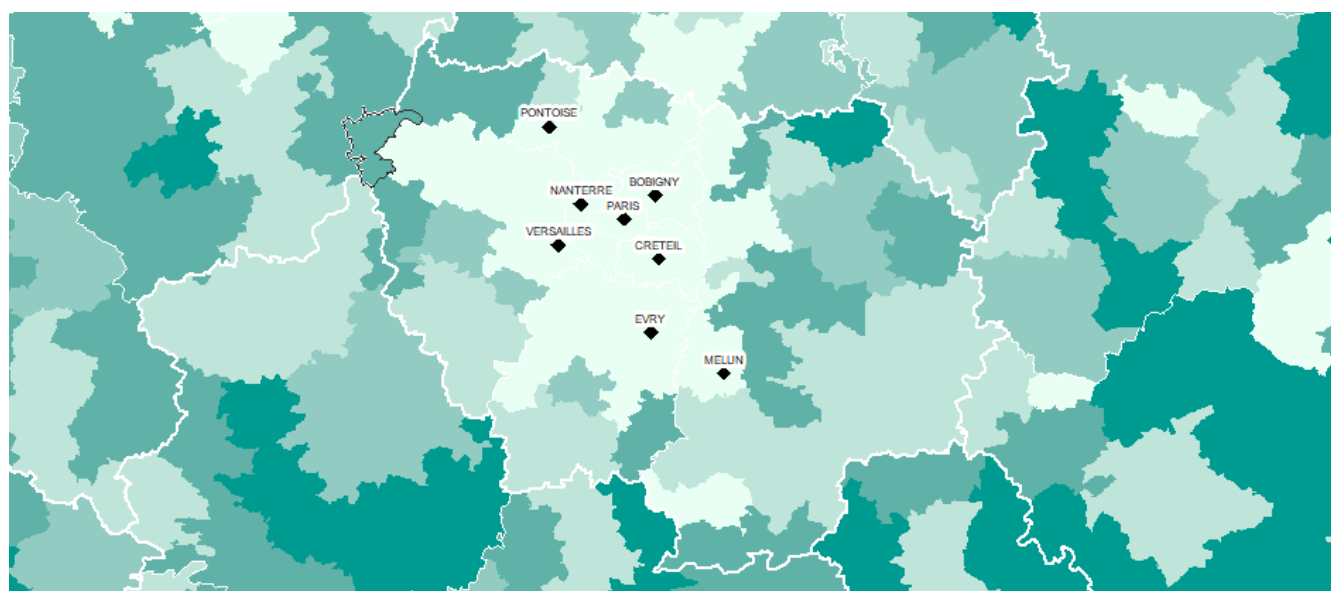 PONTOISE
BOBIGNY
NANTERRE
PARIS
VERSAILLES
CRETEIL
EVRY
MELUN